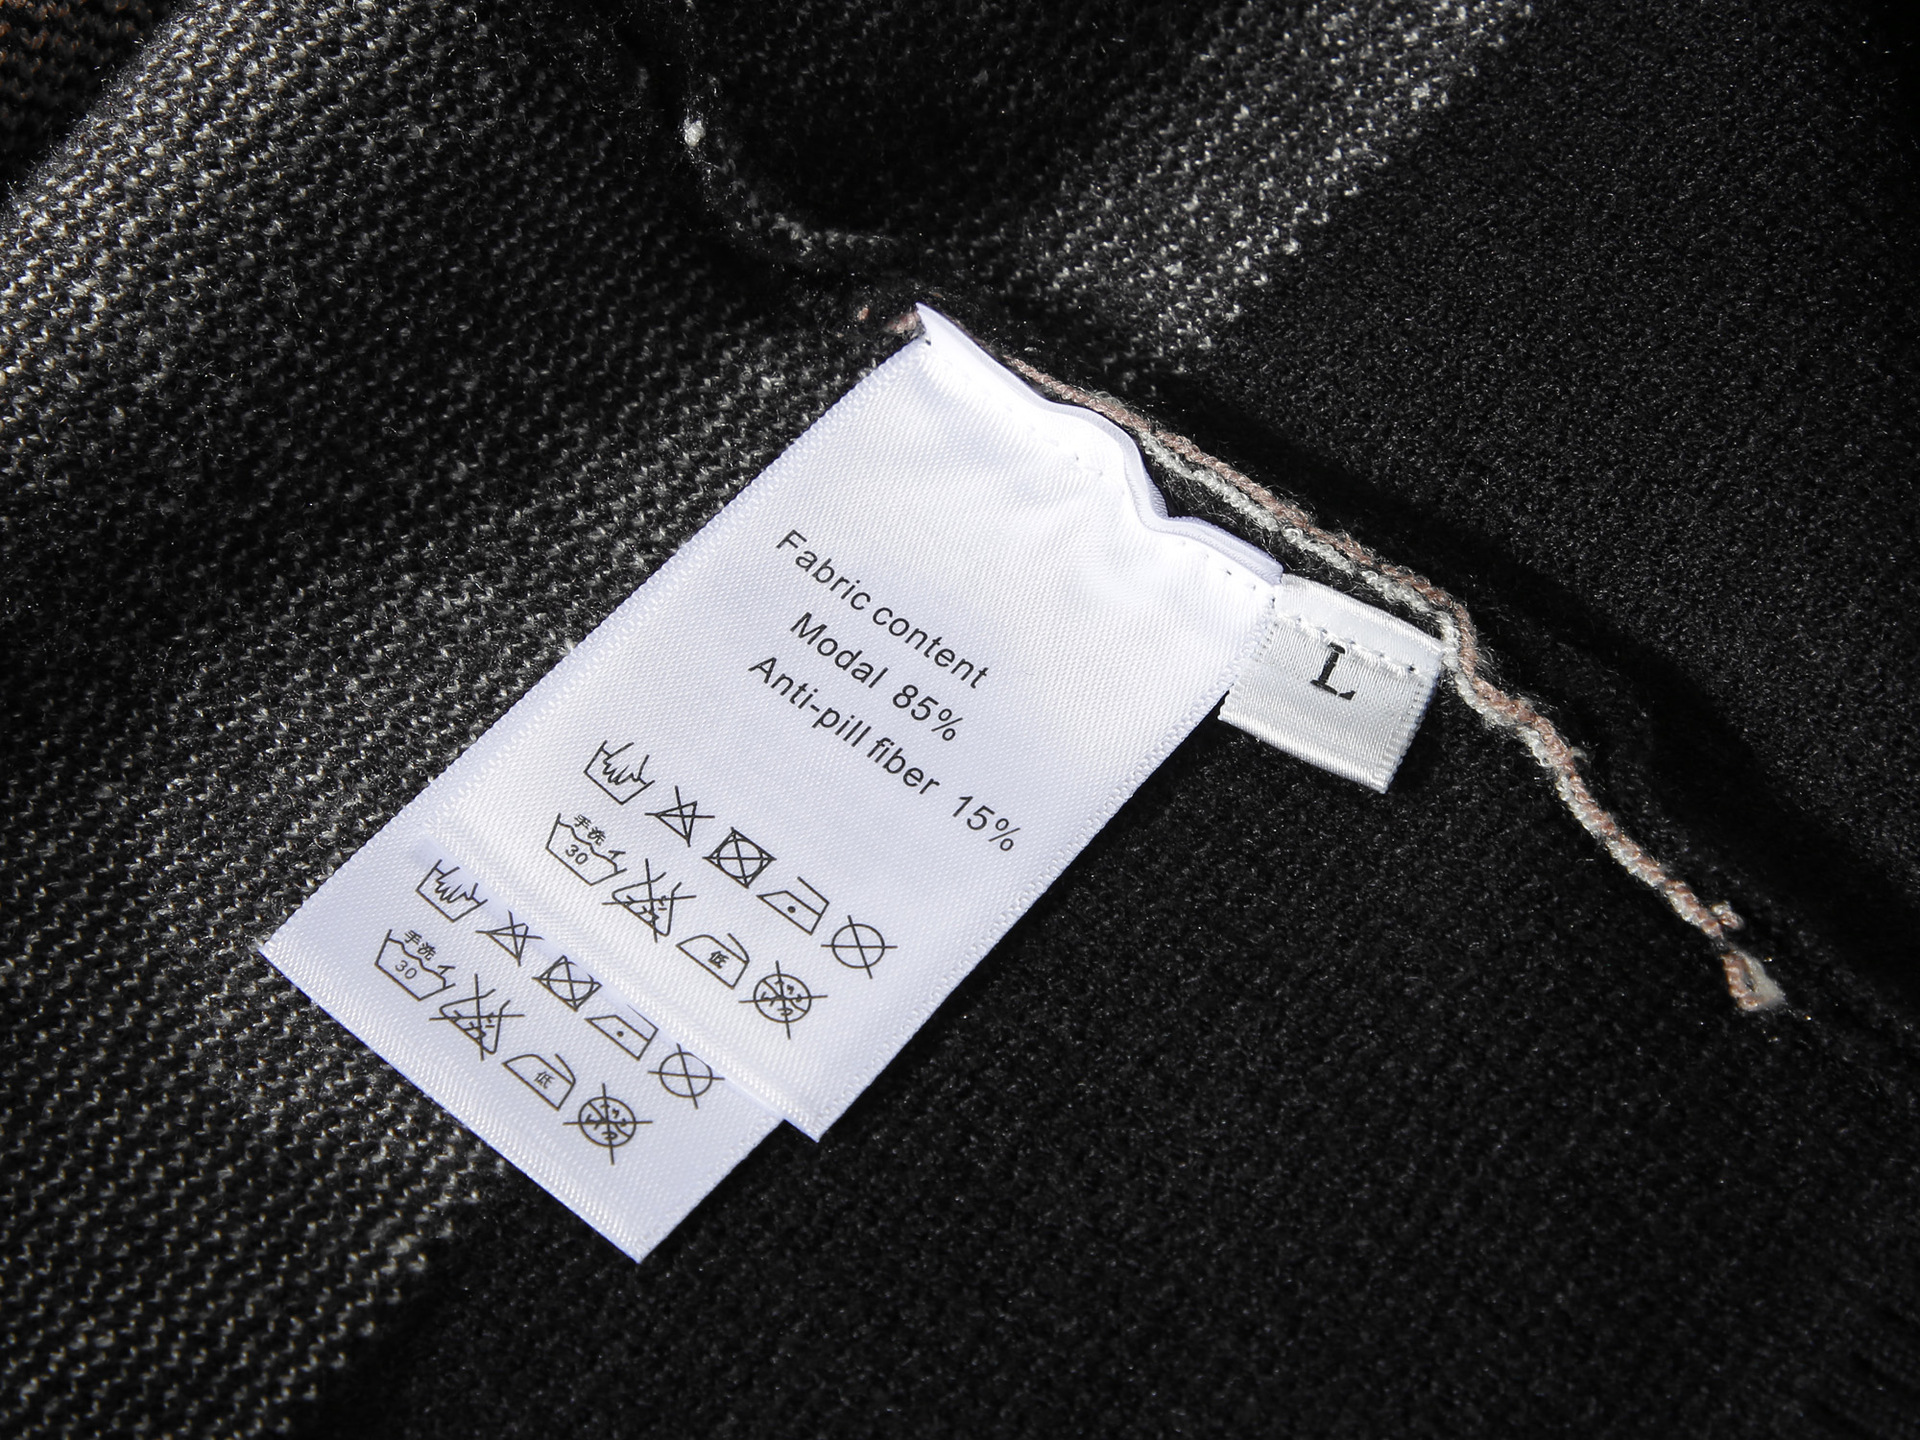 Fabric content
Modal 85%
Anti-pill fiber 15%
手洗
30
低
手洗
30
低
L